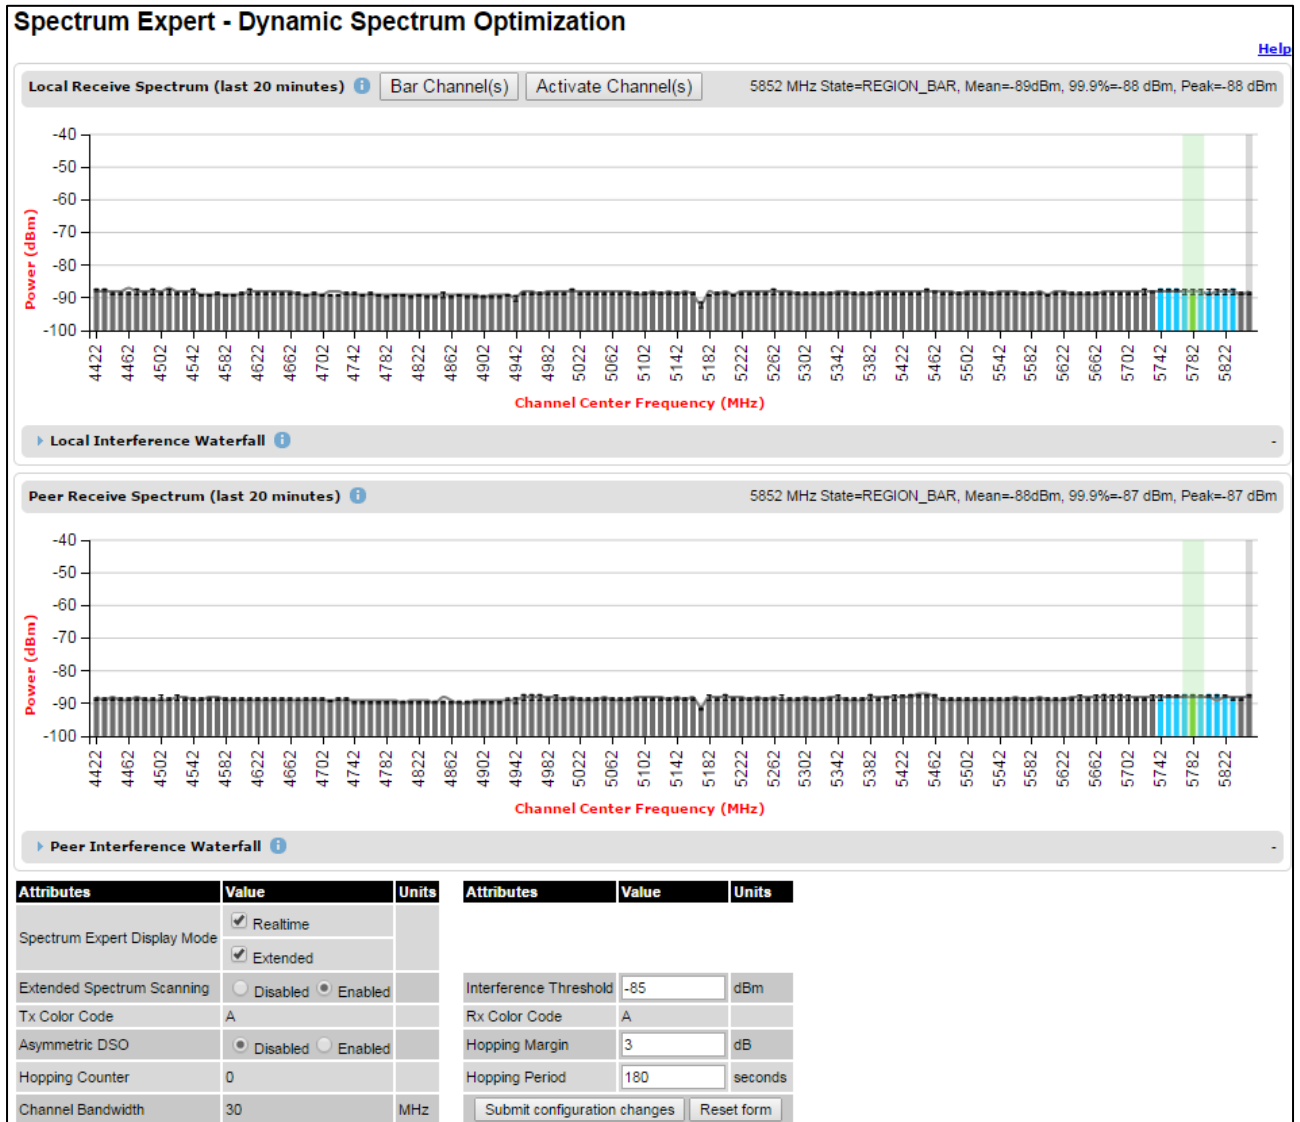 Spectrum Expert - Dynamic Spectrum Optimization
Help
Local Receive Spectrum (last 20 minutes) i Bar Channel(s) Activate Channel(s) 5852 MHz State=REGION_BAR, Mean=-89dBm, 99.9%=-88 dBm, Peak=-88 dBm
-40
-50
-60
-70
-80
-90
-100
Power (dBm)
4422 4462 4502 4542 4582 4622 4662 4702 4742 4782 4822 4862 4902 4942 4982 5022 5062 5102 5142 5182 5222 5262 5302 5342 5382 5422 5462 5502 5542 5582 5622 5662 5702 5742 5782 5822
Channel Center Frequency (MHz)
Local Interference Waterfall i -
Peer Receive Spectrum (last 20 minutes) i 5852 MHz State=REGION_BAR, Mean=-88dBm, 99.9%=-87 dBm, Peak=-87 dBm
-40
-50
-60
-70
-80
-90
-100
Power (dBm)
4422 4462 4502 4542 4582 4622 4662 4702 4742 4782 4822 4862 4902 4942 4982 5022 5062 5102 5142 5182 5222 5262 5302 5342 5382 5422 5462 5502 5542 5582 5622 5662 5702 5742 5782 5822
Channel Center Frequency (MHz)
Peer Interference Waterfall i -
Attributes Value Units Attributes Value Units
Spectrum Expert Display Mode Realtime
Extended
Extended Spectrum Scanning Disabled Enabled Interference Threshold -85 dBm
Tx Color Code A Rx Color Code A
Asymmetric DSO Disabled Enabled Hopping Margin 3 dB
Hopping Counter 0 Hopping Period 180 seconds
Channel Bandwidth 30 MHz Submit configuration changes Reset form